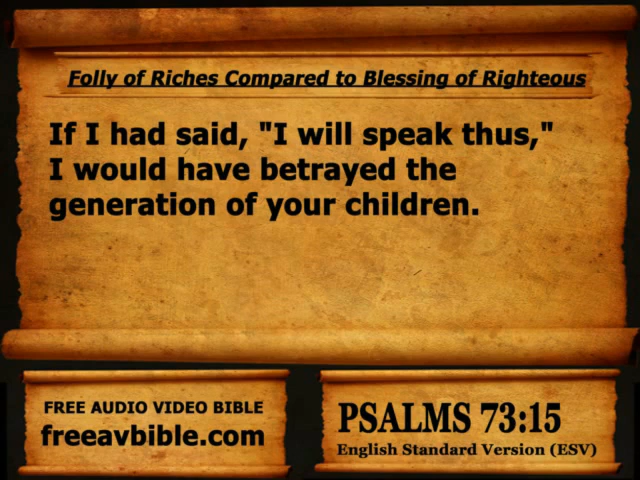 Folly of Riches Compared to Blessing of Righteous
If I had said, "I will speak thus,"
I would have betrayed the
generation of your children.
FREE AUDIO VIDEO BIBLE
freeavbible.com
PSALMS 73:15
English Standard Version (ESV)